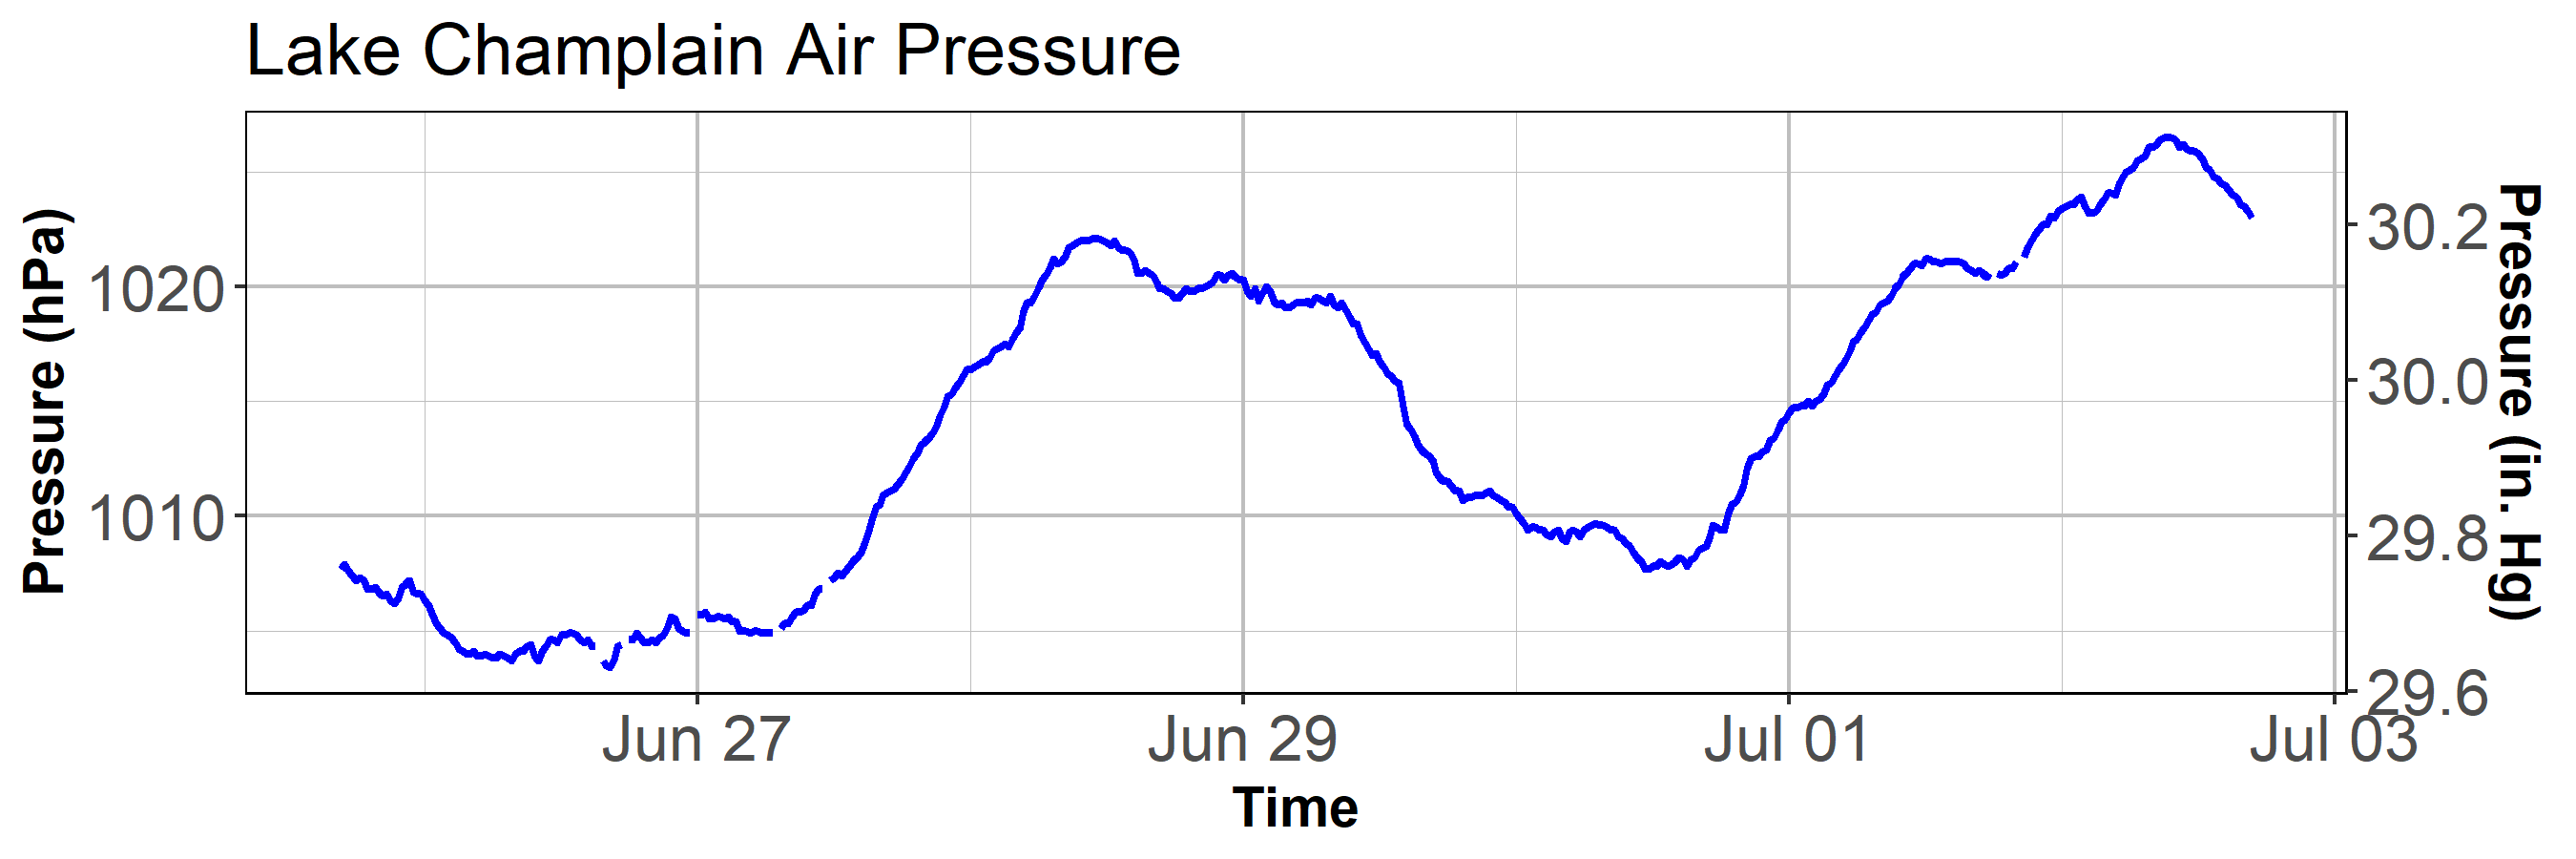 Lake Champlain Air Pressure
Pressure (hPa)
1020
1010
30.2
30.0
29.8
29.6
Pressure (in. Hg)
Jun 27
Jun 29
Jul 01
Jul 03
Time